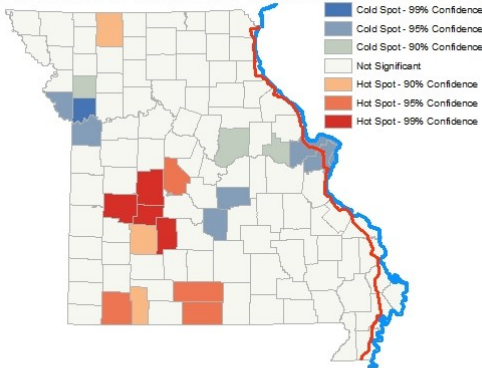 Cold Spot - 99% Confidence
Cold Spot - 95% Confidence
Cold Spot - 90% Confidence
Not Significant
Hot Spot - 90% Confidence
Hot Spot - 95% Confidence
Hot Spot - 99% Confidence